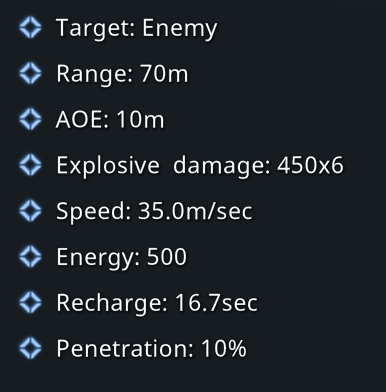 Target: Enemy
Range: 70m
AOE: 10m
Explosive  damage: 450x6
Speed: 35.0m/sec
Energy: 500
Recharge: 16.7sec
Penetration: 10%